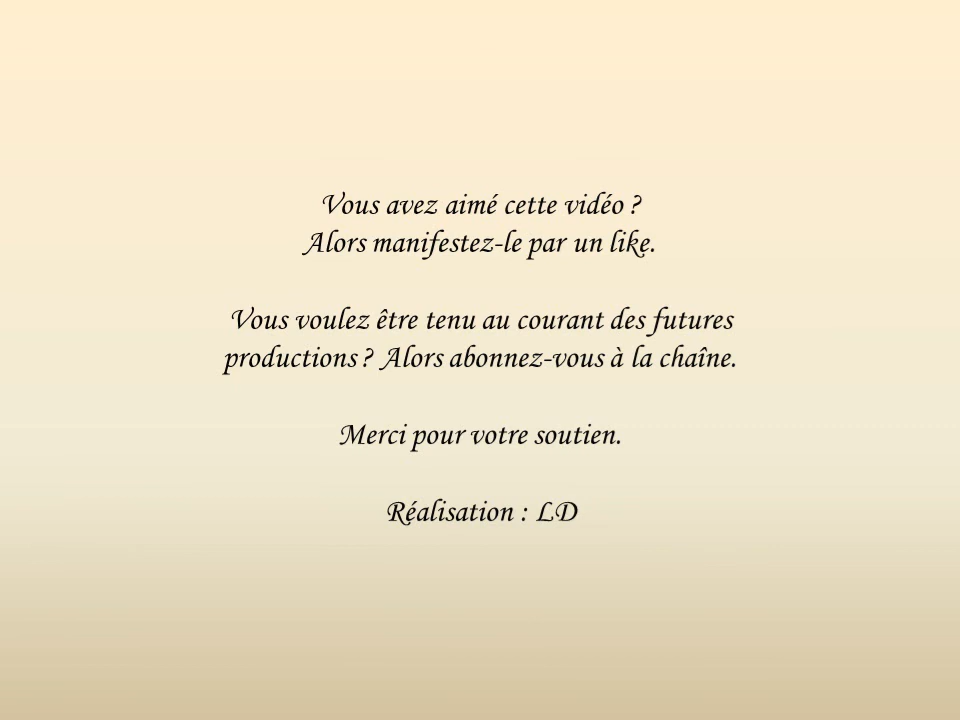 Vous avez aimé cette vidéo ?
Alors manifestez-le par un like.
Vous voulez être tenu au courant des futures
productions ? Alors abonnez-vous à la chaîne.
Merci pour votre soutien.
Réalisation : LD